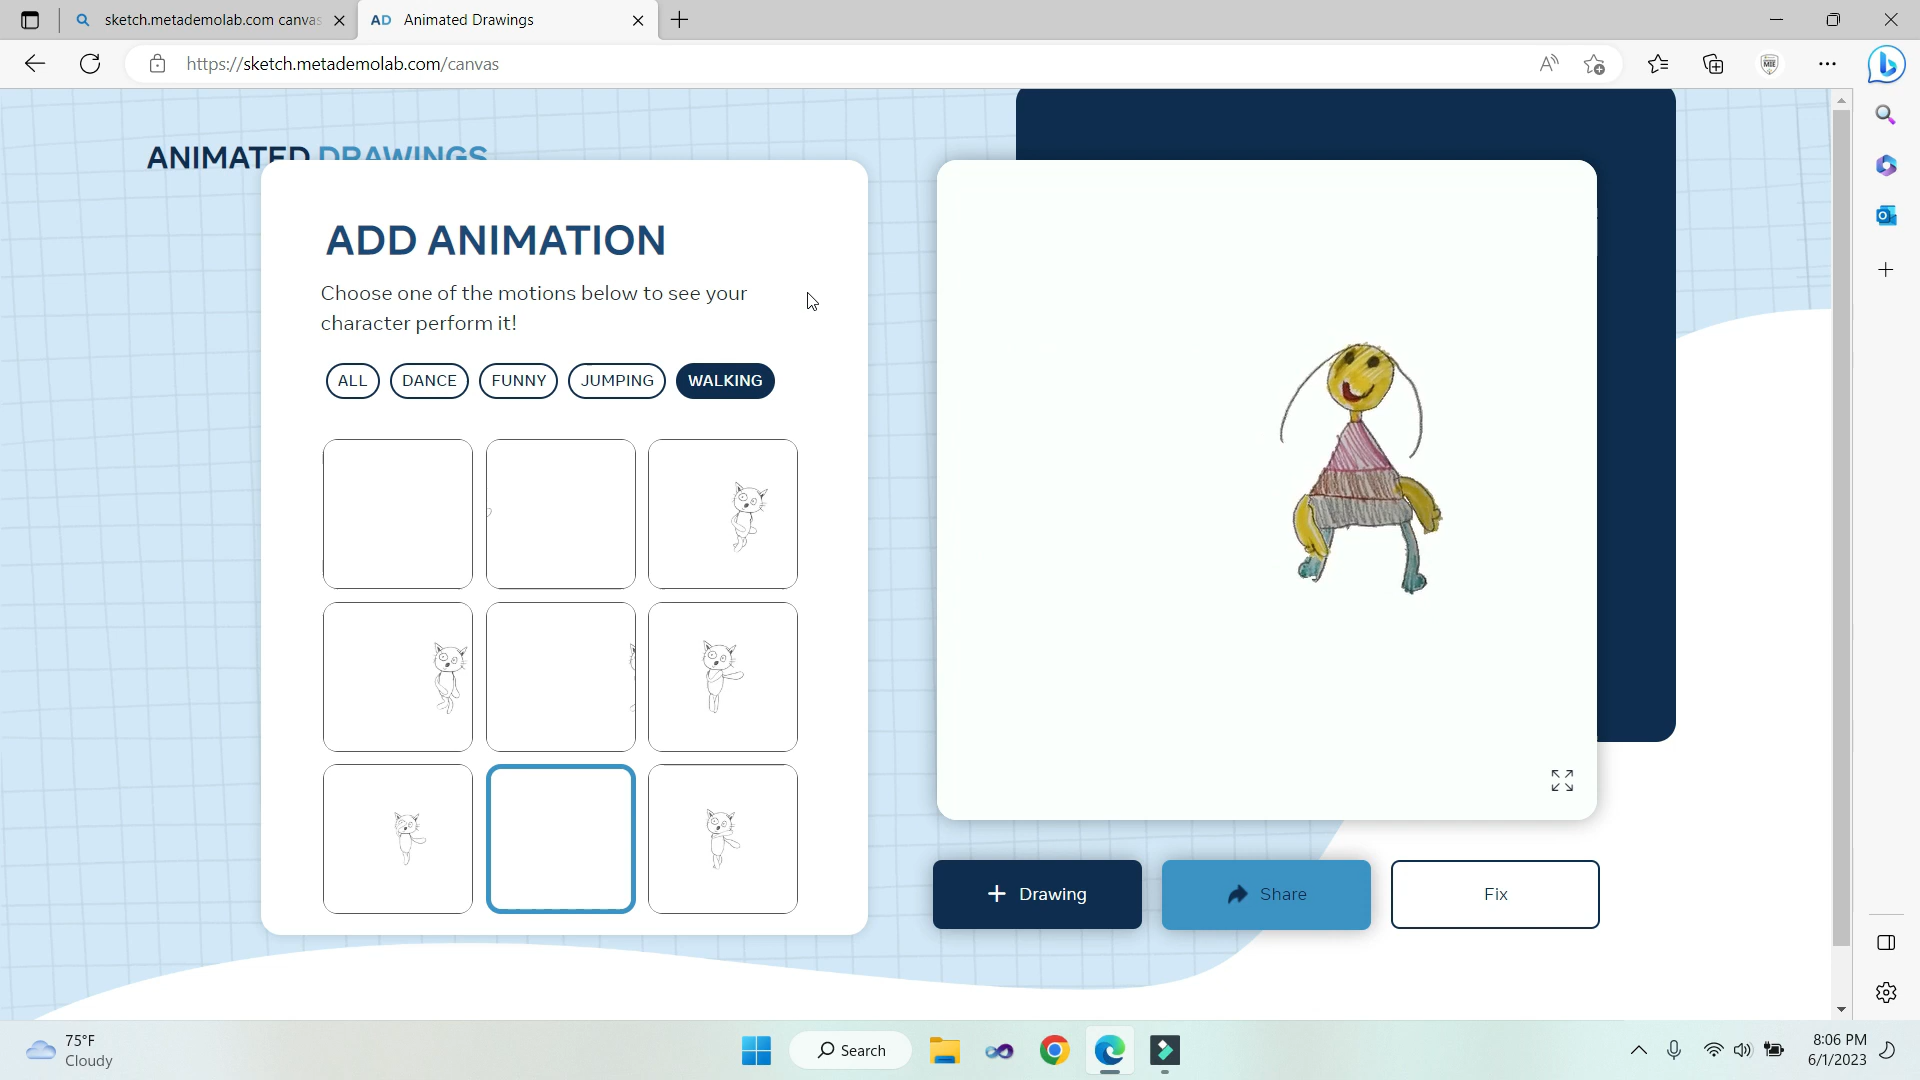 sketch.metademolab.com canvas
AD Animated Drawings
https://sketch.metademolab.com/canvas
ANIMATED DRAWINGS
ADD ANIMATION
Choose one of the motions below to see your
character perform it!
ALL DANCE FUNNY JUMPING WALKING
+ Drawing
Share
Fix
75°F
Cloudy
Search
8:06 PM
6/1/2023